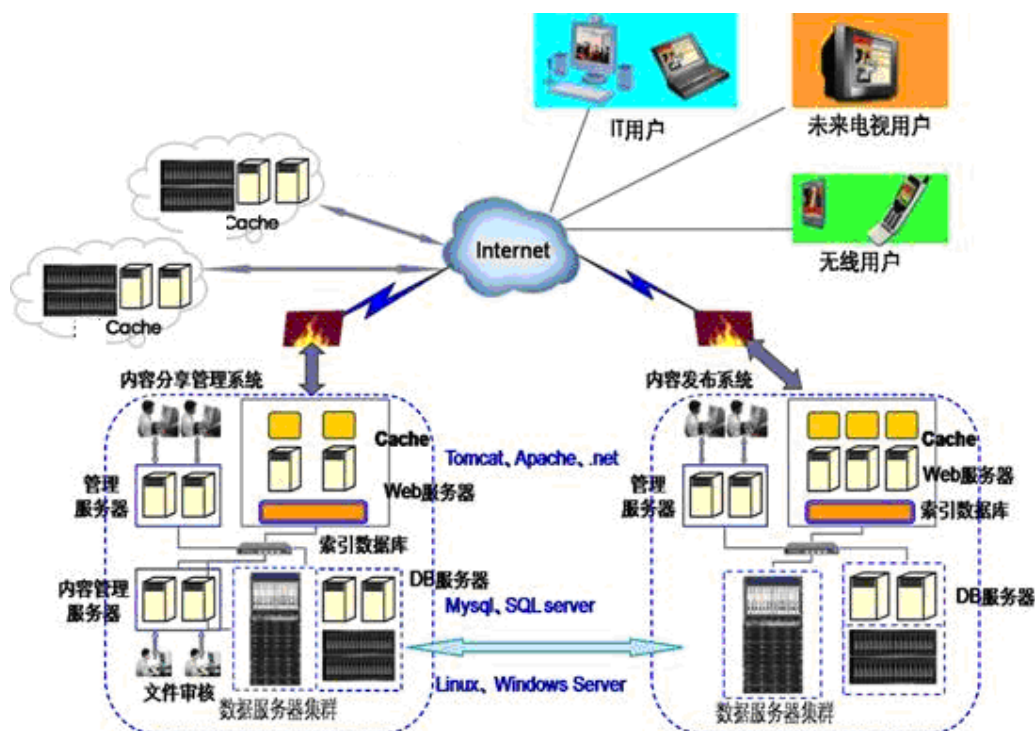 IT用户
未来电视用户
无线用户
Cache
Cache
Internet
内容分享管理系统
Cache
Web服务器
管理
服务器
索引数据库
内容管理
服务器
DB服务器
文件审核
数据服务器集群
Tomcat、Apache、.net
Mysql、SQL server
Linux、Windows Server
内容发布系统
Cache
Web服务器
管理
服务器
索引数据库
DB服务器
数据服务器集群